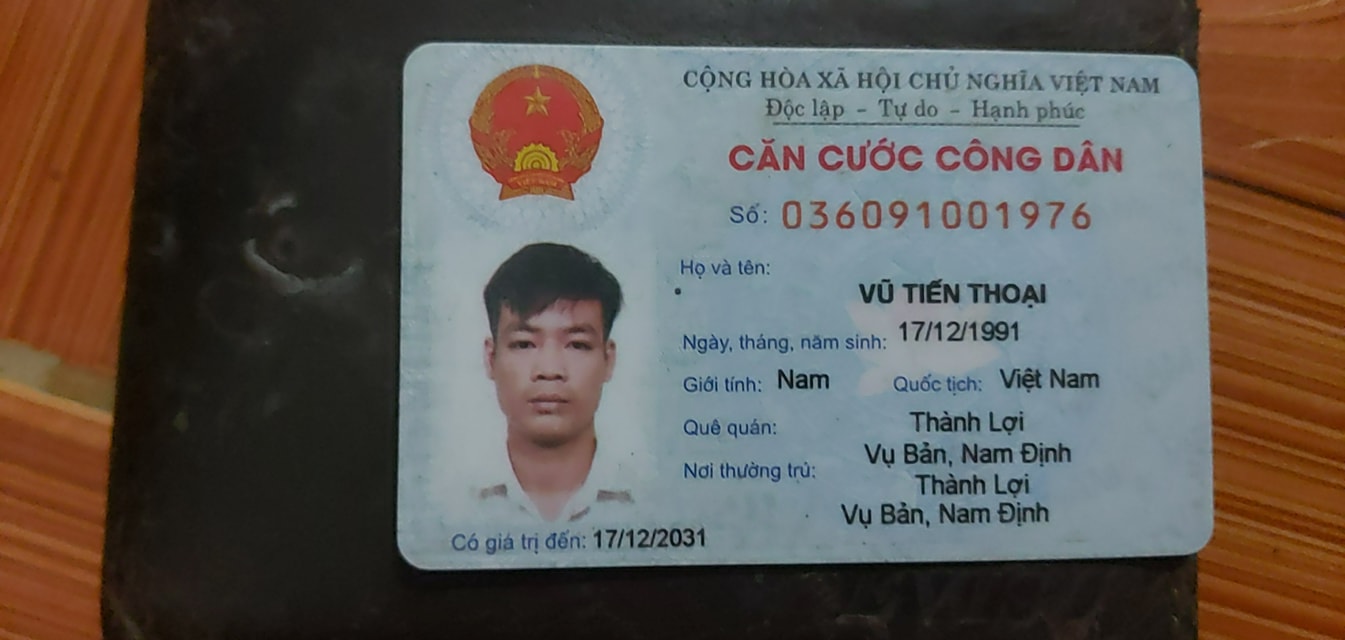 CỘNG HÒA XÃ HỘI CHỦ NGHĨA VIỆT NAM
Độc lập - Tự do - Hạnh phúc
CĂN CƯỚC CÔNG DÂN
Số: 036091001976
Họ và tên:
VŨ TIẾN THOẠI
Ngày, tháng, năm sinh: 17/12/1991
Giới tính: Nam Quốc tịch: Việt Nam
Quê quán: Thành Lợi
Vụ Bản, Nam Định
Nơi thường trú: Thành Lợi
Vụ Bản, Nam Định
Có giá trị đến: 17/12/2031